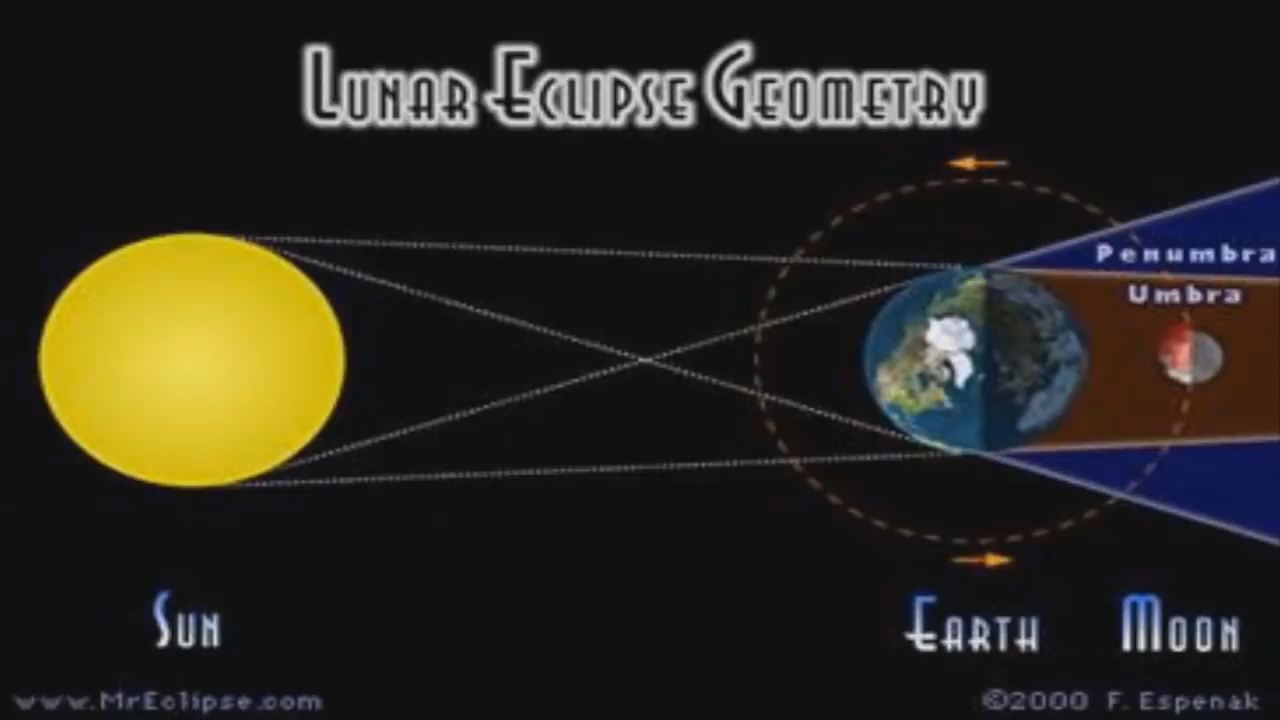 Lunar Eclipse Geometry
Penumbra
Umbra
Sun
Earth
Moon
www.MrEclipse.com
©2000 F. Espenak